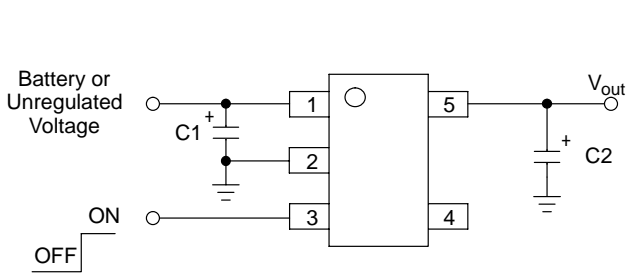 Battery or
Unregulated
Voltage
+
C1
1
2
3
5
4
Vout
+
C2
ON
OFF